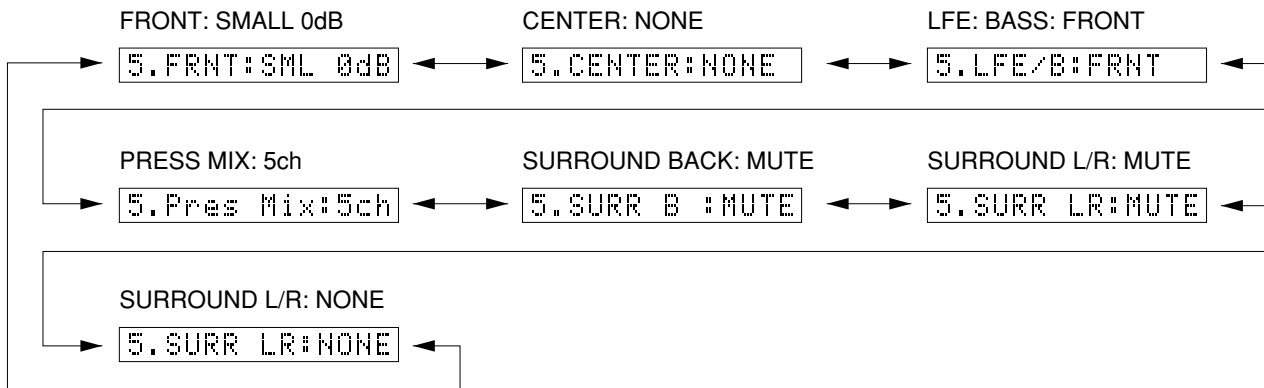 FRONT: SMALL 0dB
CENTER: NONE
LFE: BASS: FRONT
5.FRNT:SML 0dB
5.CENTER:NONE
5.LFE/B:FRNT
PRESS MIX: 5ch
SURROUND BACK: MUTE
SURROUND L/R: MUTE
5.Pres Mix:5ch
5.SURR B :MUTE
5.SURR LR:MUTE
SURROUND L/R: NONE
5.SURR LR:NONE